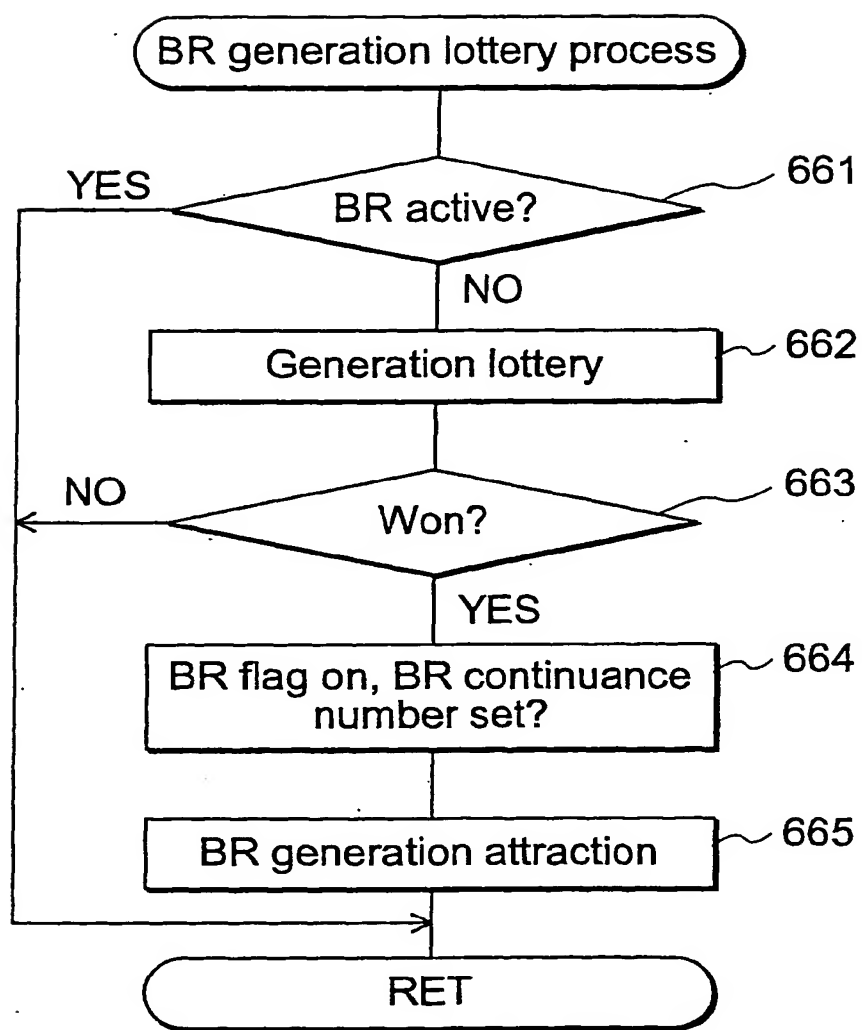 BR generation lottery process
661
YES
BR active?
NO
662
Generation lottery
663
NO
Won?
YES
664
BR flag on, BR continuance
number set?
665
BR generation attraction
RET